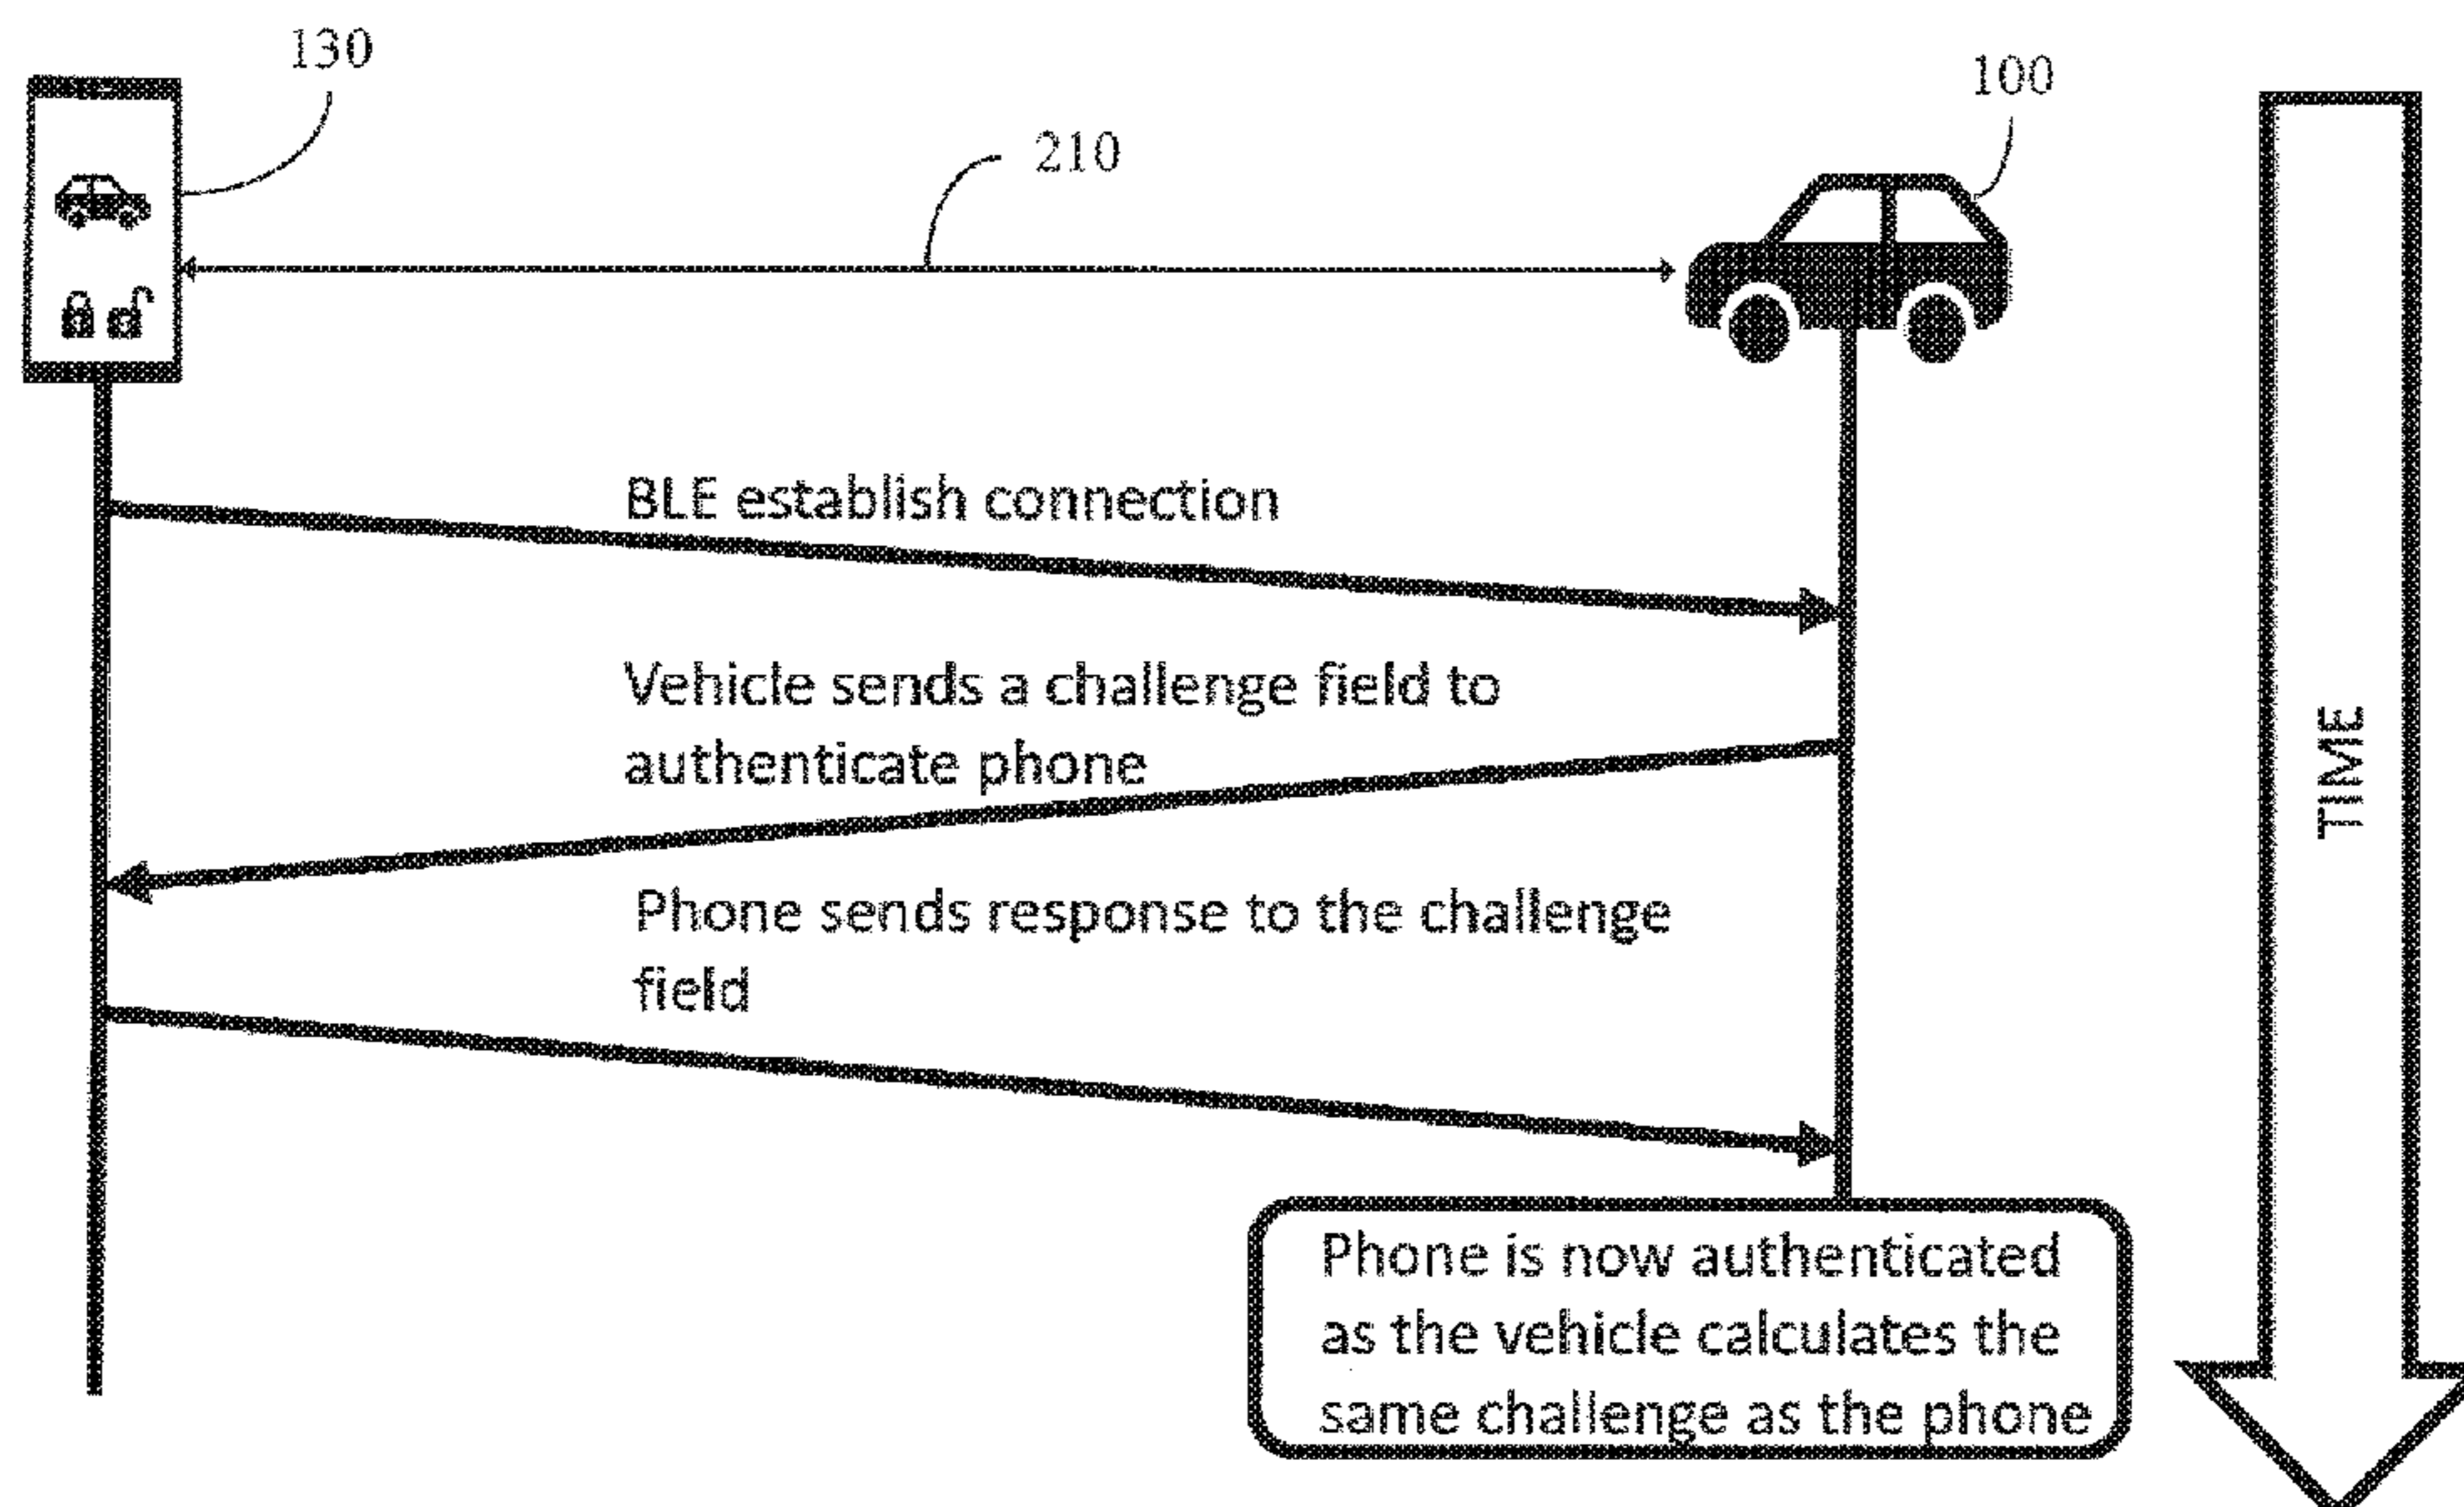 130
100
210
BLE establish connection
Vehicle sends a challenge field to
authenticate phone
TIME
Phone sends response to the challenge
field
Phone is now authenticated
as the vehicle calculates the
same challenge as the phone